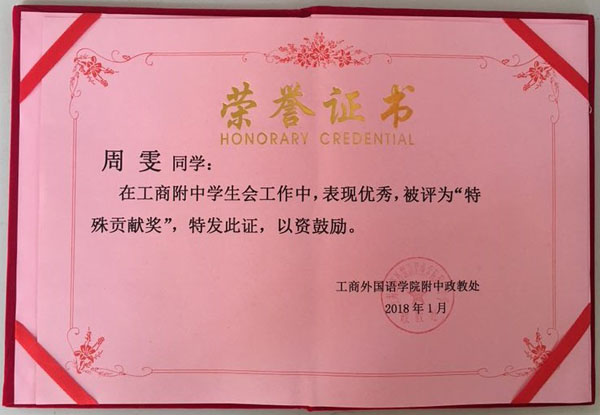 荣誉证书
HONORARY CREDENTIAL
周雯同学：
在工商附中学生会工作中，表现优秀，被评为“特
殊贡献奖”，特发此证，以资鼓励。
工商外国语学院附中政教处
2018年1月